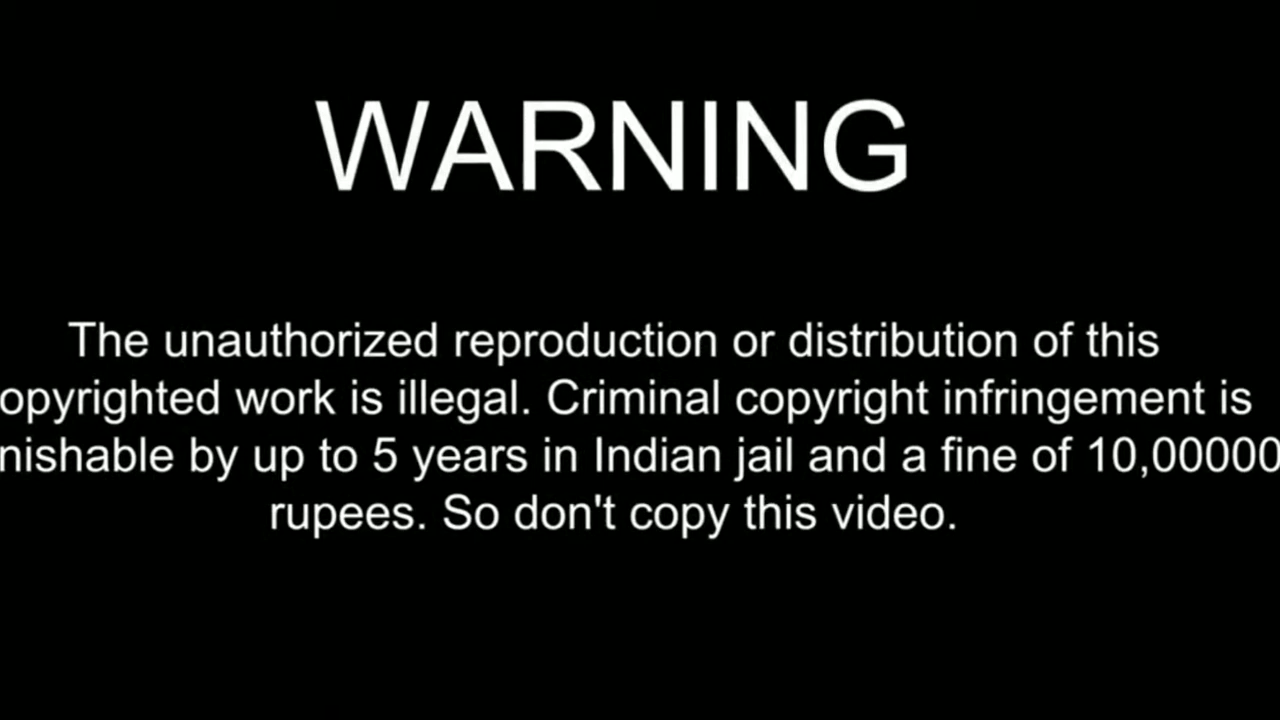 WARNING
The unauthorized reproduction or distribution of this
opyrighted work is illegal. Criminal copyright infringement is
nishable by up to 5 years in Indian jail and a fine of 10,00000
rupees. So don't copy this video.